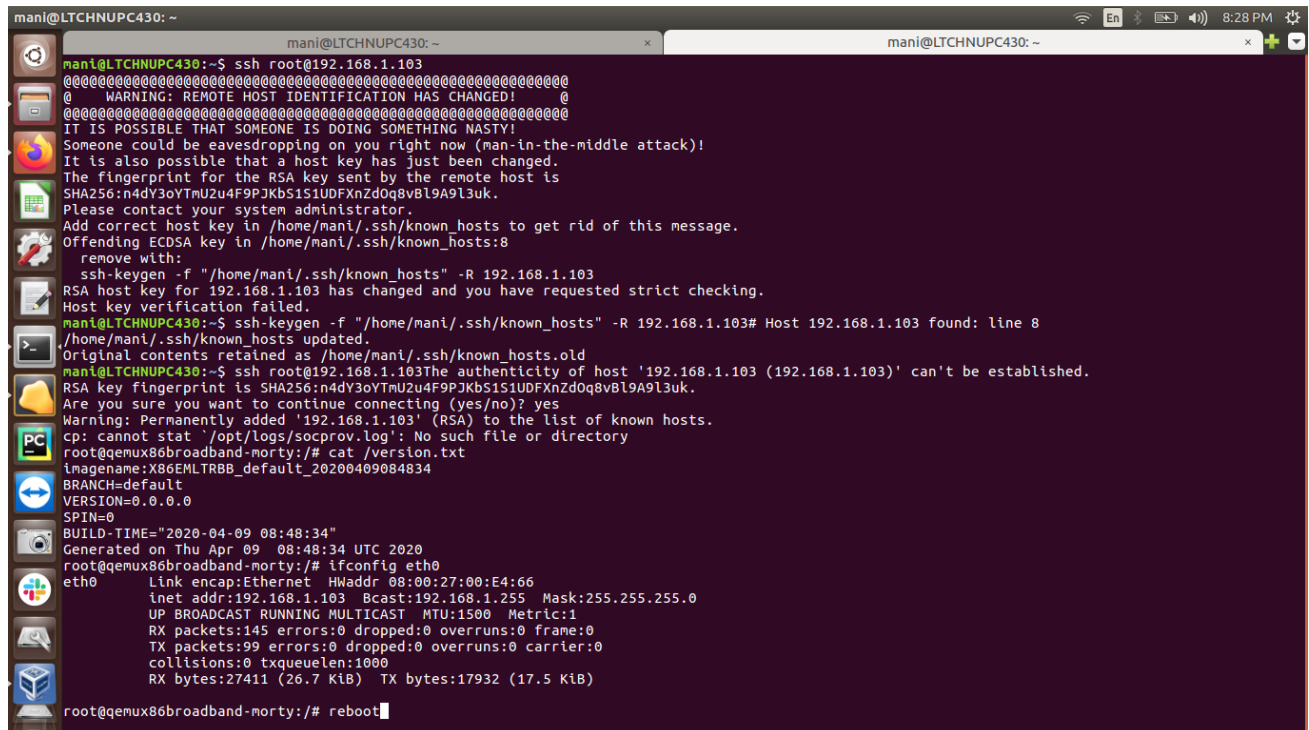 mani@LTCHNUPC430: ~
En
8:28 PM
mani@LTCHNUPC430: ~ ×
mani@LTCHNUPC430: ~ ×
mani@LTCHNUPC430:~$ ssh root@192.168.1.103
@@@@@@@@@@@@@@@@@@@@@@@@@@@@@@@@@@@@@@@@@@@@@@@@@@@@@@@@@@@
@    WARNING: REMOTE HOST IDENTIFICATION HAS CHANGED!     @
@@@@@@@@@@@@@@@@@@@@@@@@@@@@@@@@@@@@@@@@@@@@@@@@@@@@@@@@@@@
IT IS POSSIBLE THAT SOMEONE IS DOING SOMETHING NASTY!
Someone could be eavesdropping on you right now (man-in-the-middle attack)!
It is also possible that a host key has just been changed.
The fingerprint for the RSA key sent by the remote host is
SHA256:n4dY3oYTmU2u4F9PJKbS1S1UDFXnZdOq8vBl9A9l3uk.
Please contact your system administrator.
Add correct host key in /home/mani/.ssh/known_hosts to get rid of this message.
Offending ECDSA key in /home/mani/.ssh/known_hosts:8
  remove with:
  ssh-keygen -f "/home/mani/.ssh/known_hosts" -R 192.168.1.103
RSA host key for 192.168.1.103 has changed and you have requested strict checking.
Host key verification failed.
mani@LTCHNUPC430:~$ ssh-keygen -f "/home/mani/.ssh/known_hosts" -R 192.168.1.103# Host 192.168.1.103 found: line 8
/home/mani/.ssh/known_hosts updated.
Original contents retained as /home/mani/.ssh/known_hosts.old
mani@LTCHNUPC430:~$ ssh root@192.168.1.103The authenticity of host '192.168.1.103 (192.168.1.103)' can't be established.
RSA key fingerprint is SHA256:n4dY3oYTmU2u4F9PJKbS1S1UDFXnZdOq8vBl9A9l3uk.
Are you sure you want to continue connecting (yes/no)? yes
Warning: Permanently added '192.168.1.103' (RSA) to the list of known hosts.
cp: cannot stat `/opt/logs/socprov.log': No such file or directory
root@qemux86broadband-morty:/# cat /version.txt
imagename:X86EMLTRBB_default_20200409084834
BRANCH=default
VERSION=0.0.0.0
SPIN=0
BUILD-TIME="2020-04-09 08:48:34"
Generated on Thu Apr 09  08:48:34 UTC 2020
root@qemux86broadband-morty:/# ifconfig eth0
eth0      Link encap:Ethernet  HWaddr 08:00:27:00:E4:66
          inet addr:192.168.1.103  Bcast:192.168.1.255  Mask:255.255.255.0
          UP BROADCAST RUNNING MULTICAST  MTU:1500  Metric:1
          RX packets:145 errors:0 dropped:0 overruns:0 frame:0
          TX packets:99 errors:0 dropped:0 overruns:0 carrier:0
          collisions:0 txqueuelen:1000
          RX bytes:27411 (26.7 KiB)  TX bytes:17932 (17.5 KiB)
root@qemux86broadband-morty:/# reboot
PC